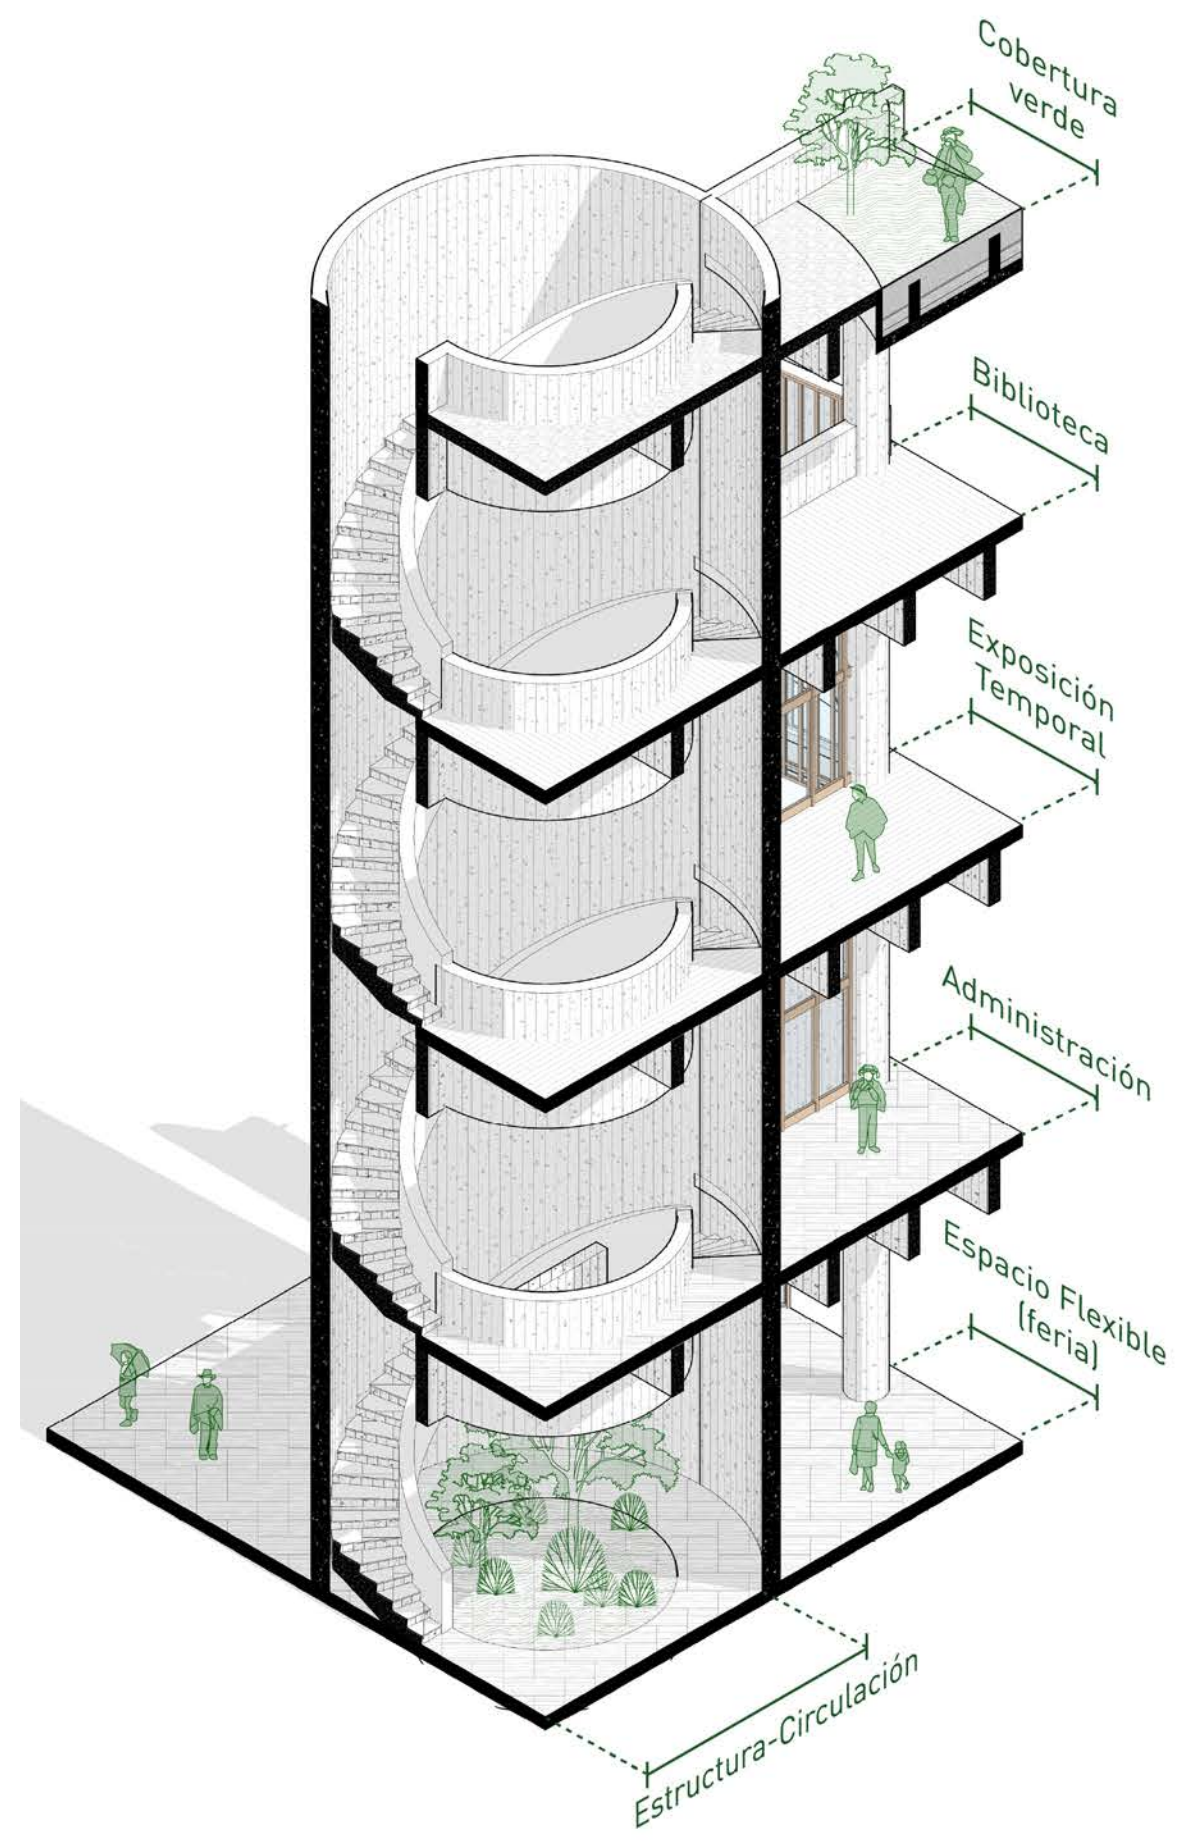 Cobertura
verde
Biblioteca
Exposición
Temporal
Administración
Espacio Flexible
(feria)
Estructura-Circulación